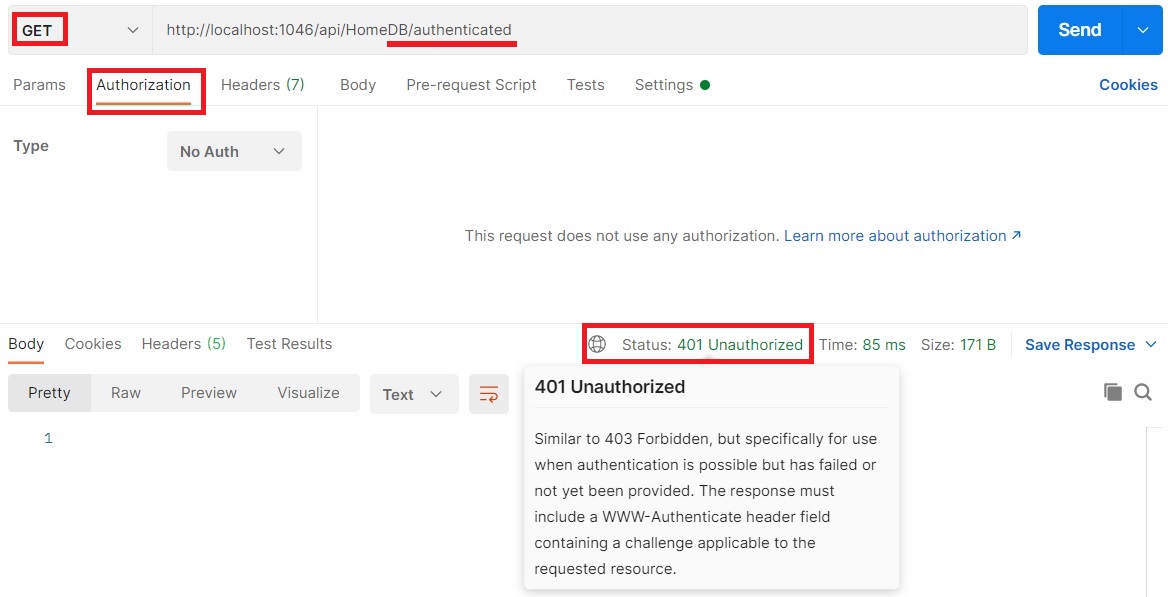 GET http://localhost:1046/api/HomeDB/authenticated Send
Params Authorization Headers (7) Body Pre-request Script Tests Settings Cookies
Type No Auth
This request does not use any authorization. Learn more about authorization ↗
Body Cookies Headers (5) Test Results Status: 401 Unauthorized Time: 85 ms Size: 171 B Save Response
Pretty Raw Preview Visualize Text
1
401 Unauthorized
Similar to 403 Forbidden, but specifically for use
when authentication is possible but has failed or
not yet been provided. The response must
include a WWW-Authenticate header field
containing a challenge applicable to the
requested resource.